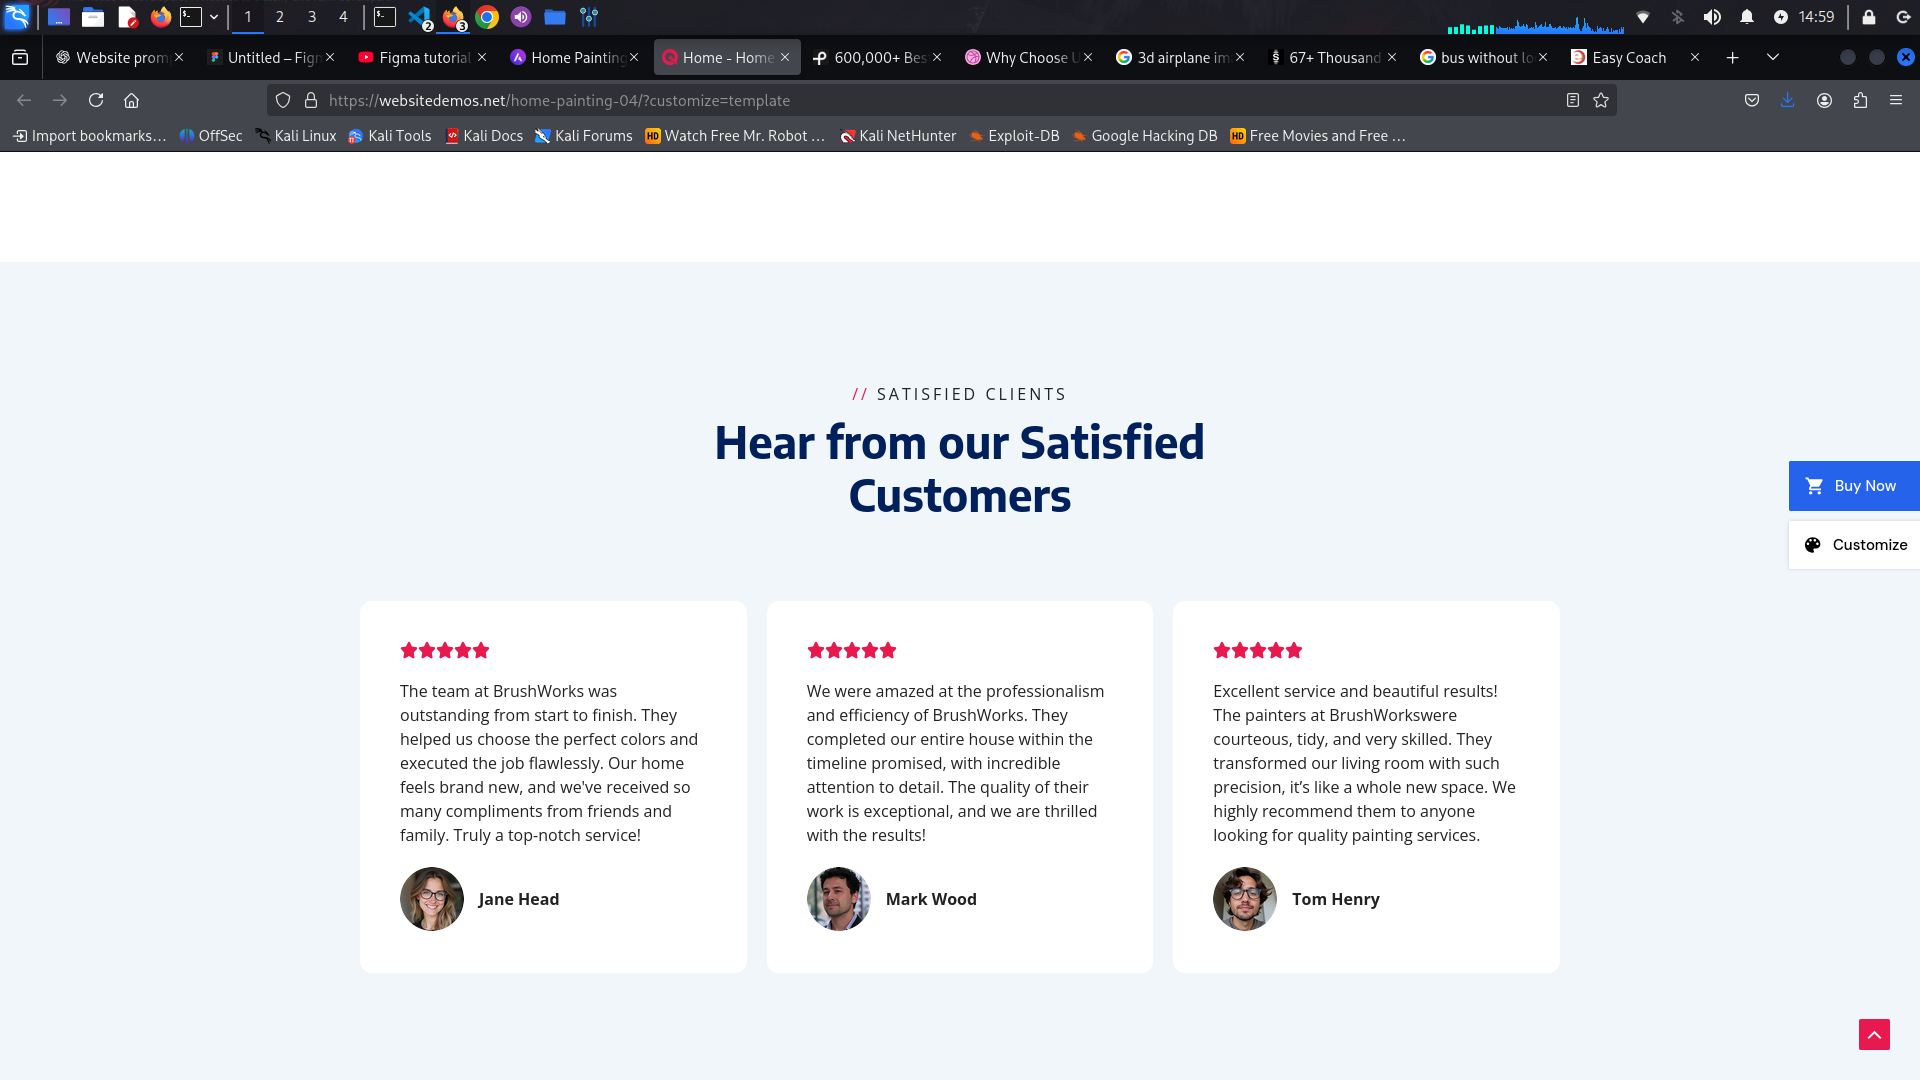 1 2 3 4 2 3 14:59
Website prom Untitled – Figm Figma tutorial Home Painting Home - Home 600,000+ Bes Why Choose U 3d airplane im 67+ Thousand bus without lo Easy Coach
https://websitedemos.net/home-painting-04/?customize=template
Import bookmarks... OffSec Kali Linux Kali Tools Kali Docs Kali Forums HD Watch Free Mr. Robot ... Kali NetHunter Exploit-DB Google Hacking DB HD Free Movies and Free ...
// SATISFIED CLIENTS
Hear from our Satisfied
Customers
Buy Now
Customize
The team at BrushWorks was
outstanding from start to finish. They
helped us choose the perfect colors and
executed the job flawlessly. Our home
feels brand new, and we've received so
many compliments from friends and
family. Truly a top-notch service!
Jane Head
We were amazed at the professionalism
and efficiency of BrushWorks. They
completed our entire house within the
timeline promised, with incredible
attention to detail. The quality of their
work is exceptional, and we are thrilled
with the results!
Mark Wood
Excellent service and beautiful results!
The painters at BrushWorkswere
courteous, tidy, and very skilled. They
transformed our living room with such
precision, it’s like a whole new space. We
highly recommend them to anyone
looking for quality painting services.
Tom Henry